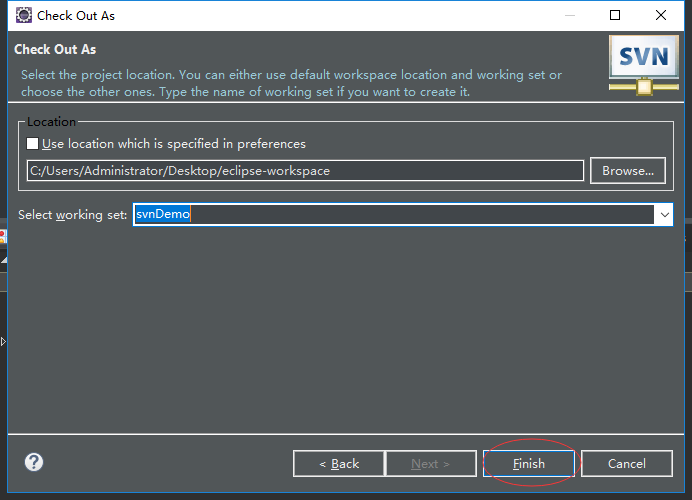 Check Out As
Check Out As
SVN
Select the project location. You can either use default workspace location and working set or
choose the other ones. Type the name of working set if you want to create it.
Location
Use location which is specified in preferences
C:/Users/Administrator/Desktop/eclipse-workspace
Browse...
Select working set: svnDemo
?
< Back
Next >
Finish
Cancel